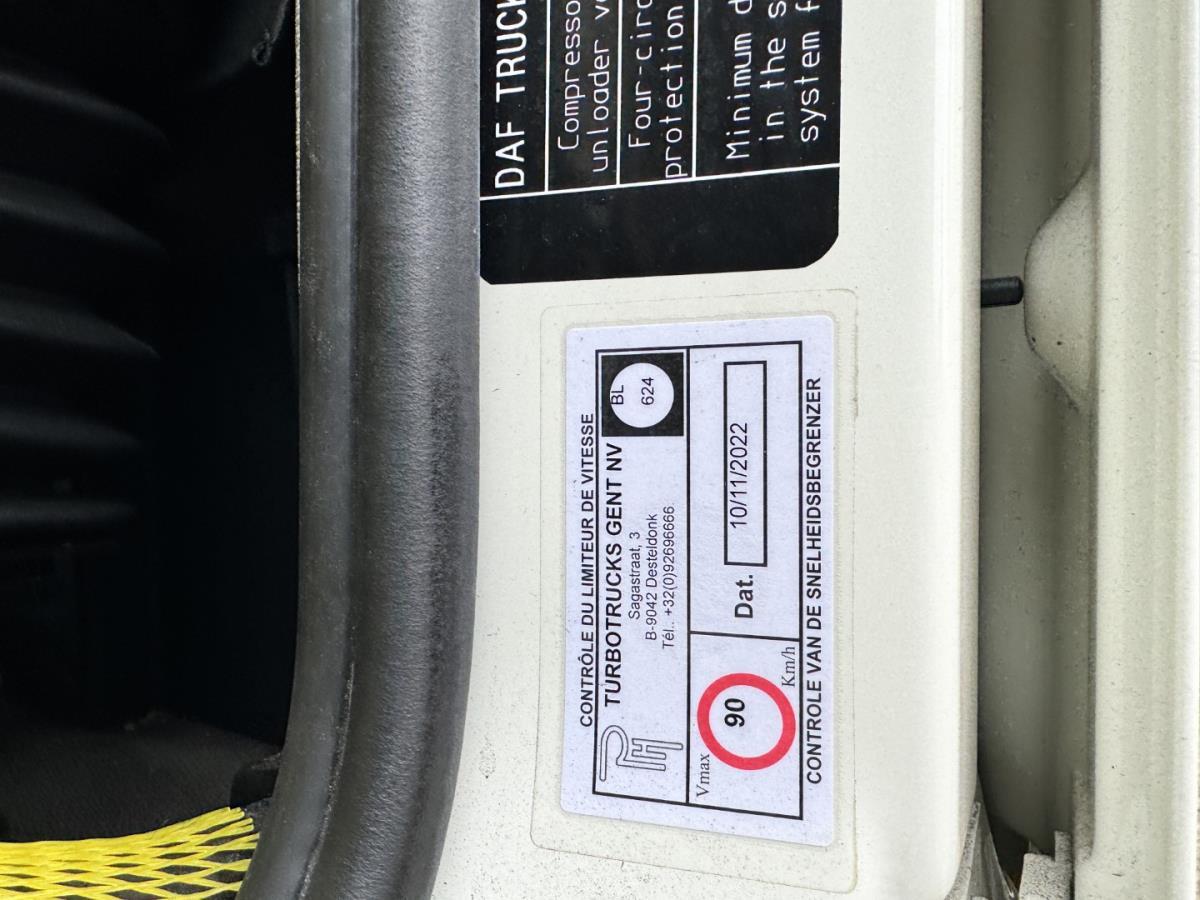 DAF TRUCK
Compresso
unloader v
Four-circ
protection
Minimum d
in the s
system f
CONTRÔLE DU LIMITEUR DE VITESSE
TURBOTRUCKS GENT NV
Sagastraat, 3
B-9042 Desteldonk
Tél.. +32(0)92696666
BL
624
Vmax
90
Km/h
Dat.
10/11/2022
CONTROLE VAN DE SNELHEIDSBEGRENZER